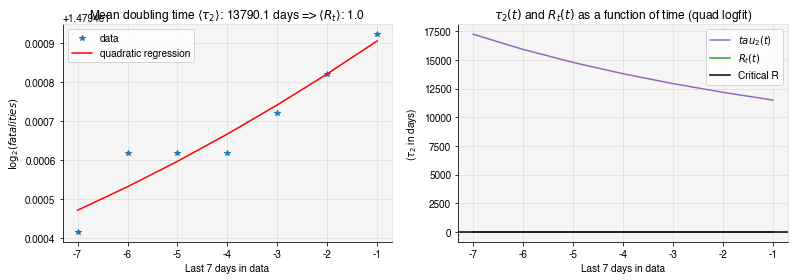 Mean doubling time ⟨τ₂⟩: 13790.1 days => ⟨Rₜ⟩: 1.0
0.0009
0.0008
0.0007
0.0006
0.0005
0.0004
log₂(fatalities)
data
quadratic regression
-7 -6 -5 -4 -3 -2 -1
Last 7 days in data
τ₂(t) and Rₜ(t) as a function of time (quad logfit)
17500
15000
12500
10000
7500
5000
2500
0
(τ₂ in days)
tau₂(t)
Rₜ(t)
Critical R
-7 -6 -5 -4 -3 -2 -1
Last 7 days in data